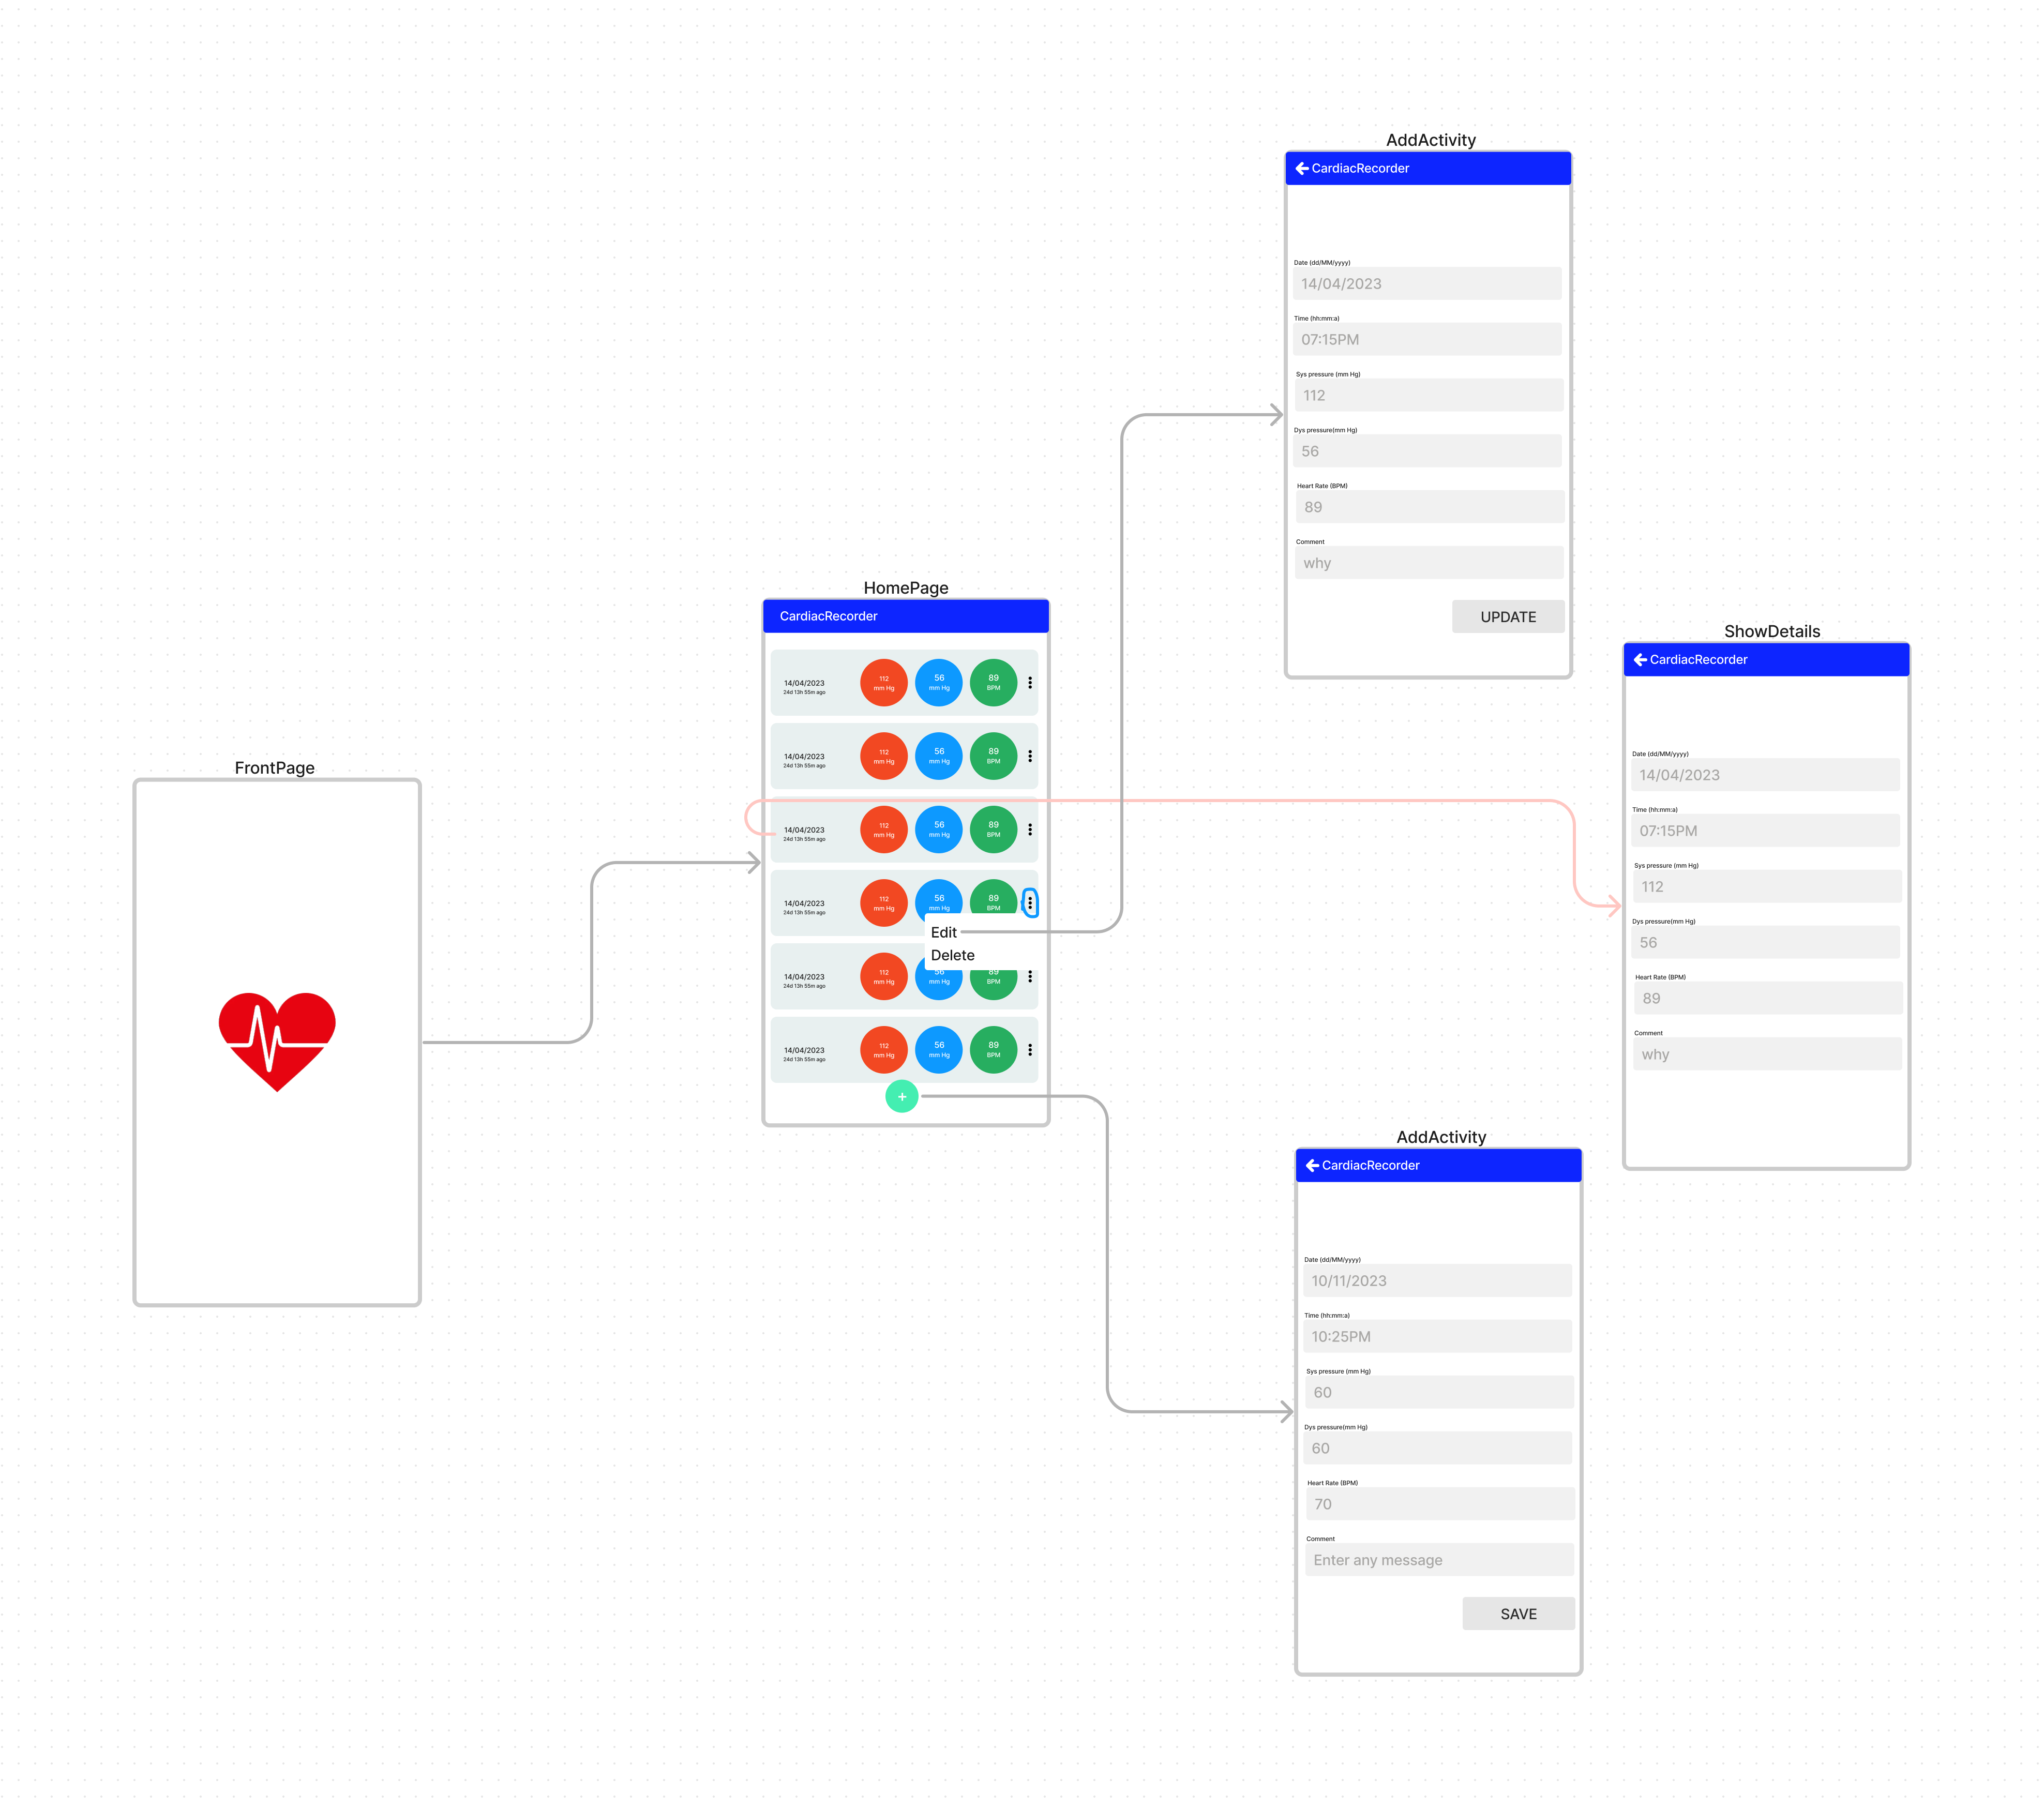 FrontPage
HomePage
CardiacRecorder
14/04/2023
24d 13h 55m ago
112
mm Hg
56
mm Hg
89
BPM
14/04/2023
24d 13h 55m ago
112
mm Hg
56
mm Hg
89
BPM
14/04/2023
24d 13h 55m ago
112
mm Hg
56
mm Hg
89
BPM
14/04/2023
24d 13h 55m ago
112
mm Hg
56
mm Hg
89
BPM
Edit
Delete
14/04/2023
24d 13h 55m ago
112
mm Hg
56
mm Hg
89
BPM
14/04/2023
24d 13h 55m ago
112
mm Hg
56
mm Hg
89
BPM
+
AddActivity
CardiacRecorder
Date (dd/MM/yyyy)
14/04/2023
Time (hh:mm:a)
07:15PM
Sys pressure (mm Hg)
112
Dys pressure(mm Hg)
56
Heart Rate (BPM)
89
Comment
why
UPDATE
ShowDetails
CardiacRecorder
Date (dd/MM/yyyy)
14/04/2023
Time (hh:mm:a)
07:15PM
Sys pressure (mm Hg)
112
Dys pressure(mm Hg)
56
Heart Rate (BPM)
89
Comment
why
AddActivity
CardiacRecorder
Date (dd/MM/yyyy)
10/11/2023
Time (hh:mm:a)
10:25PM
Sys pressure (mm Hg)
60
Dys pressure(mm Hg)
60
Heart Rate (BPM)
70
Comment
Enter any message
SAVE